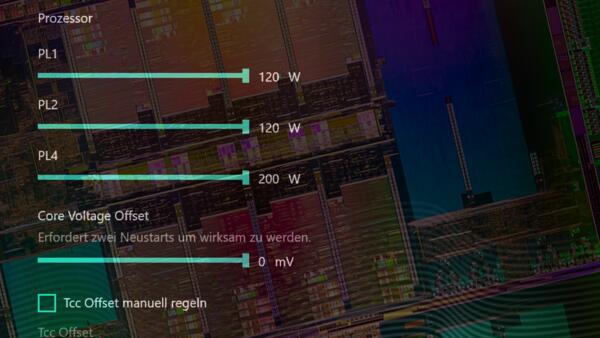 Prozessor
PL1
120 W
PL2
120 W
PL4
200 W
Core Voltage Offset
Erfordert zwei Neustarts um wirksam zu werden.
0 mV
Tcc Offset manuell regeln
Tcc Offset